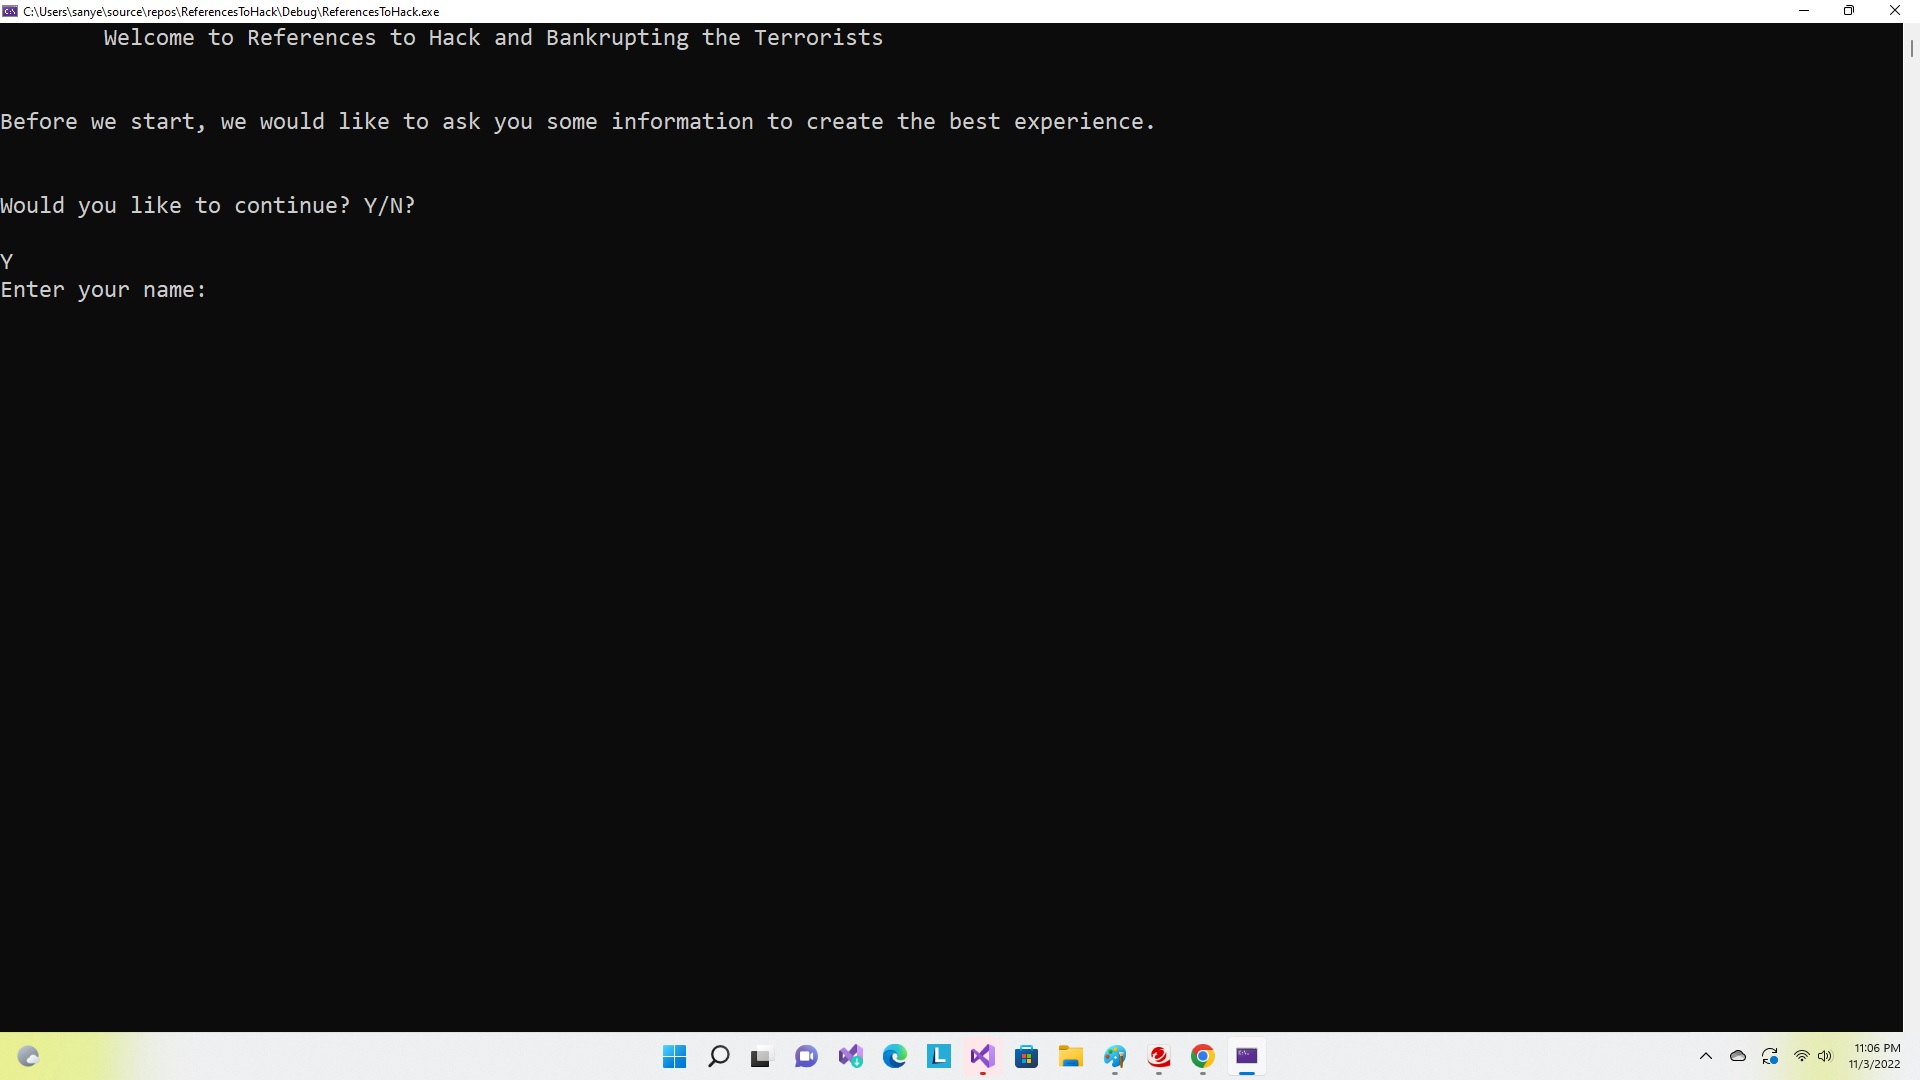 C:\Users\sanye\source\repos\ReferencesToHack\Debug\ReferencesToHack.exe
Welcome to References to Hack and Bankrupting the Terrorists
Before we start, we would like to ask you some information to create the best experience.
Would you like to continue? Y/N?
Y
Enter your name:
11:06 PM
11/3/2022